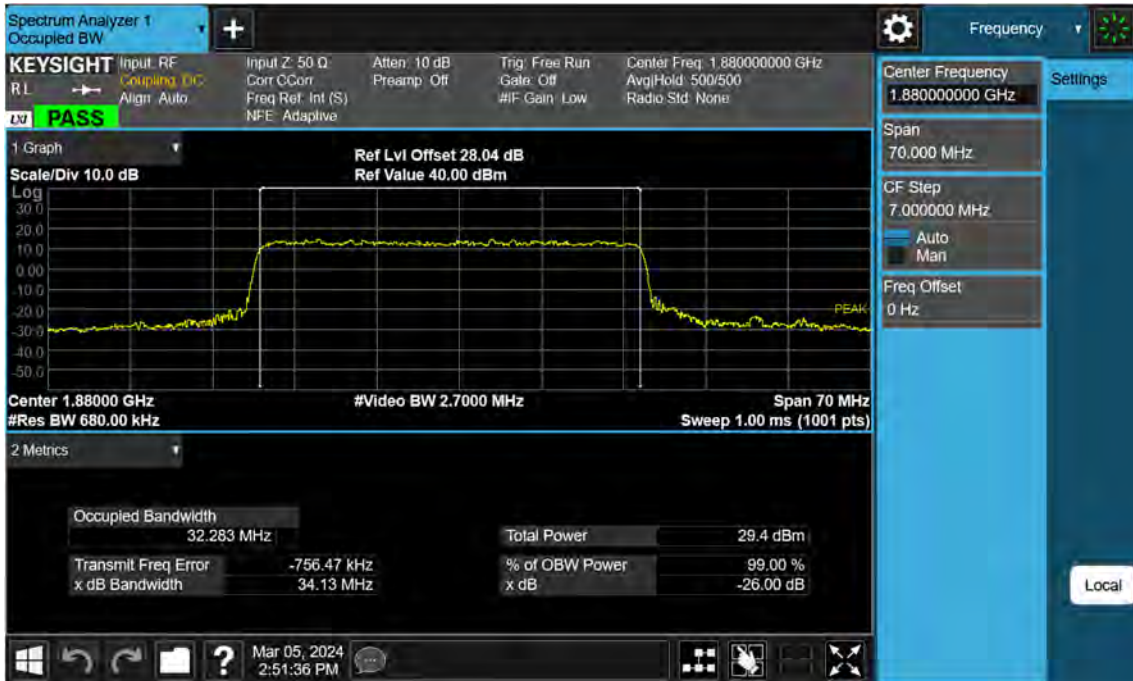 Spectrum Analyzer 1
Occupied BW
+
Frequency
KEYSIGHT
R L
LXI PASS
Input: RF
Coupling: DC
Align: Auto
Input Z: 50 Ω
Corr CCorr
Freq Ref: Int (S)
NFE: Adaptive
Atten: 10 dB
Preamp: Off
Trig: Free Run
Gate: Off
#IF Gain: Low
Center Freq: 1.880000000 GHz
Avg|Hold: 500/500
Radio Std: None
Center Frequency
1.880000000 GHz
Settings
Span
70.000 MHz
CF Step
7.000000 MHz
Auto
Man
Freq Offset
0 Hz
Local
1 Graph
Scale/Div 10.0 dB
Ref Lvl Offset 28.04 dB
Ref Value 40.00 dBm
Log
30.0
20.0
10.0
0.00
-10.0
-20.0
-30.0
-40.0
-50.0
PEAK
Center 1.88000 GHz
#Video BW 2.7000 MHz
Span 70 MHz
#Res BW 680.00 kHz
Sweep 1.00 ms (1001 pts)
2 Metrics
Occupied Bandwidth
32.283 MHz
Total Power 29.4 dBm
Transmit Freq Error -756.47 kHz
% of OBW Power 99.00 %
x dB Bandwidth 34.13 MHz
x dB -26.00 dB
?
Mar 05, 2024
2:51:36 PM